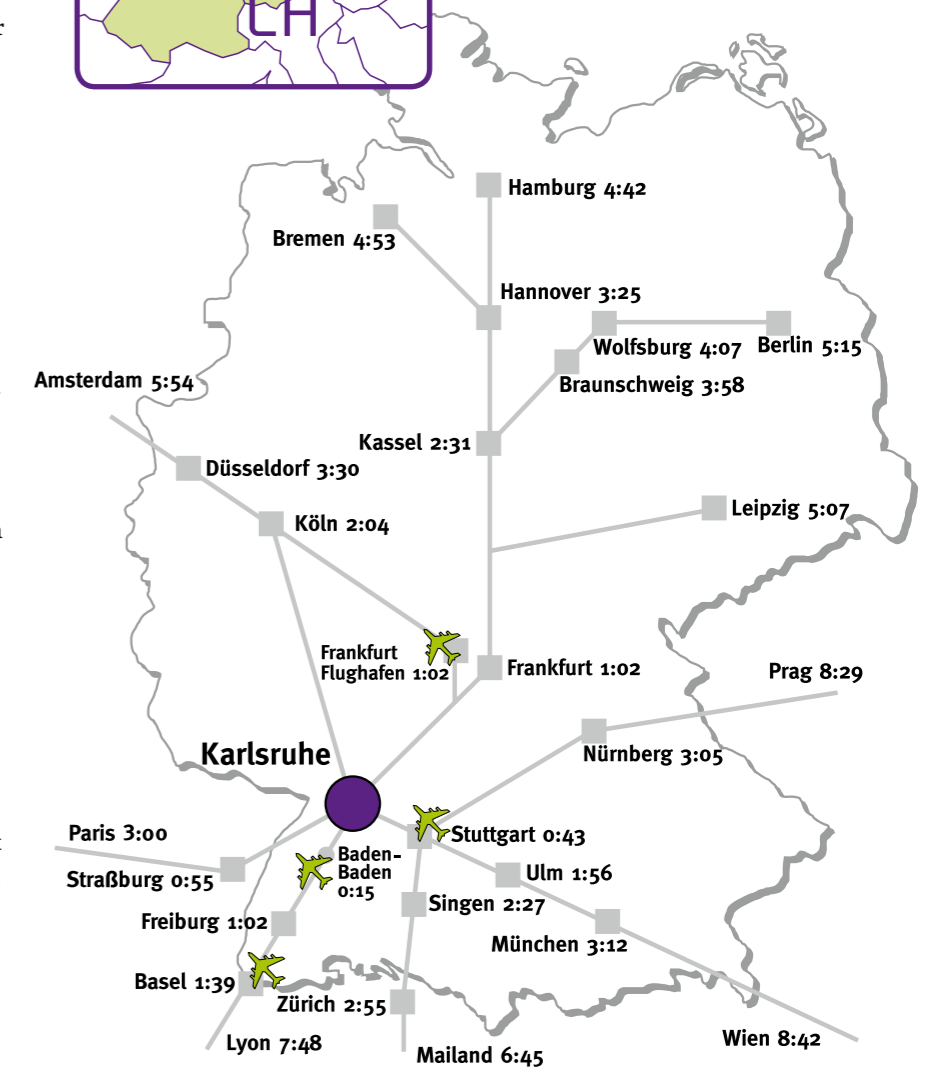 CH
Hamburg 4:42
Bremen 4:53
Hannover 3:25
Wolfsburg 4:07
Berlin 5:15
Amsterdam 5:54
Braunschweig 3:58
Kassel 2:31
Düsseldorf 3:30
Leipzig 5:07
Köln 2:04
Frankfurt
Flughafen 1:02
Frankfurt 1:02
Prag 8:29
Karlsruhe
Nürnberg 3:05
Paris 3:00
Stuttgart 0:43
Baden-
Baden
0:15
Straßburg 0:55
Ulm 1:56
Singen 2:27
Freiburg 1:02
München 3:12
Basel 1:39
Zürich 2:55
Lyon 7:48
Wien 8:42
Mailand 6:45